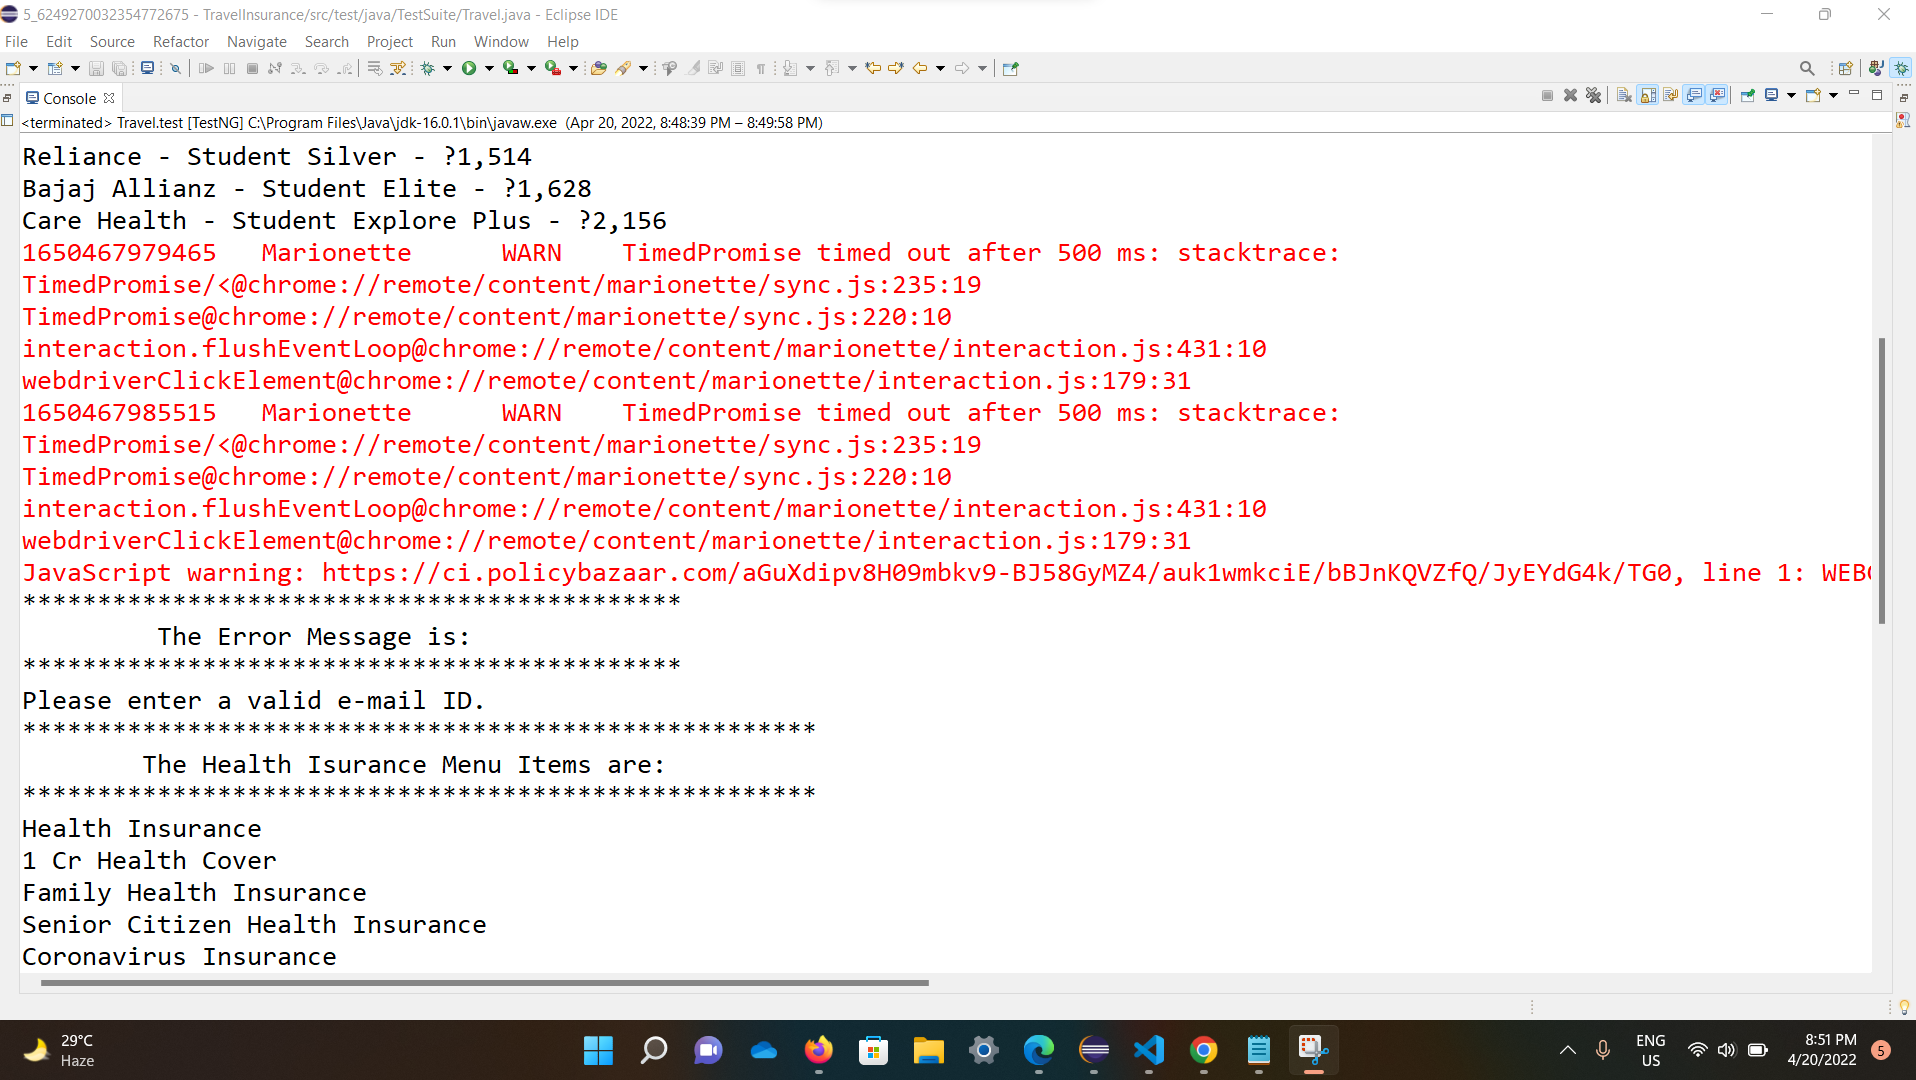 5_6249270032354772675 - TravelInsurance/src/test/java/TestSuite/Travel.java - Eclipse IDE
File Edit Source Refactor Navigate Search Project Run Window Help
Console
<terminated> Travel.test [TestNG] C:\Program Files\Java\jdk-16.0.1\bin\javaw.exe (Apr 20, 2022, 8:48:39 PM – 8:49:58 PM)
Reliance - Student Silver - ?1,514
Bajaj Allianz - Student Elite - ?1,628
Care Health - Student Explore Plus - ?2,156
1650467979465 Marionette WARN TimedPromise timed out after 500 ms: stacktrace:
TimedPromise/<@chrome://remote/content/marionette/sync.js:235:19
TimedPromise@chrome://remote/content/marionette/sync.js:220:10
interaction.flushEventLoop@chrome://remote/content/marionette/interaction.js:431:10
webdriverClickElement@chrome://remote/content/marionette/interaction.js:179:31
1650467985515 Marionette WARN TimedPromise timed out after 500 ms: stacktrace:
TimedPromise/<@chrome://remote/content/marionette/sync.js:235:19
TimedPromise@chrome://remote/content/marionette/sync.js:220:10
interaction.flushEventLoop@chrome://remote/content/marionette/interaction.js:431:10
webdriverClickElement@chrome://remote/content/marionette/interaction.js:179:31
JavaScript warning: https://ci.policybazaar.com/aGuXdipv8H09mbkv9-BJ58GyMZ4/auk1wmkciE/bBJnKQVZfQ/JyEYdG4k/TG0, line 1: WEB
********************************************
The Error Message is:
********************************************
Please enter a valid e-mail ID.
*****************************************************
The Health Isurance Menu Items are:
*****************************************************
Health Insurance
1 Cr Health Cover
Family Health Insurance
Senior Citizen Health Insurance
Coronavirus Insurance
29°C
Haze
ENG
US
8:51 PM
4/20/2022
5